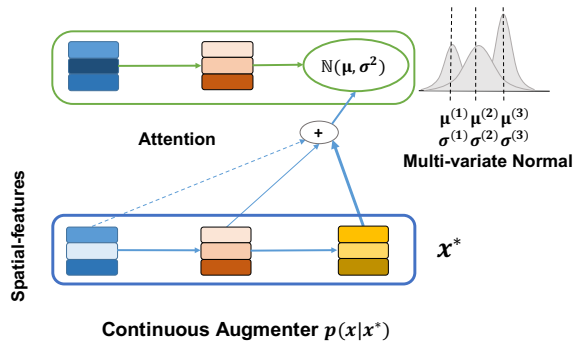 ℕ(μ, σ²)
μ⁽¹⁾ μ⁽²⁾ μ⁽³⁾
σ⁽¹⁾ σ⁽²⁾ σ⁽³⁾
Multi-variate Normal
+
Attention
Spatial-features
x*
Continuous Augmenter p(x|x*)